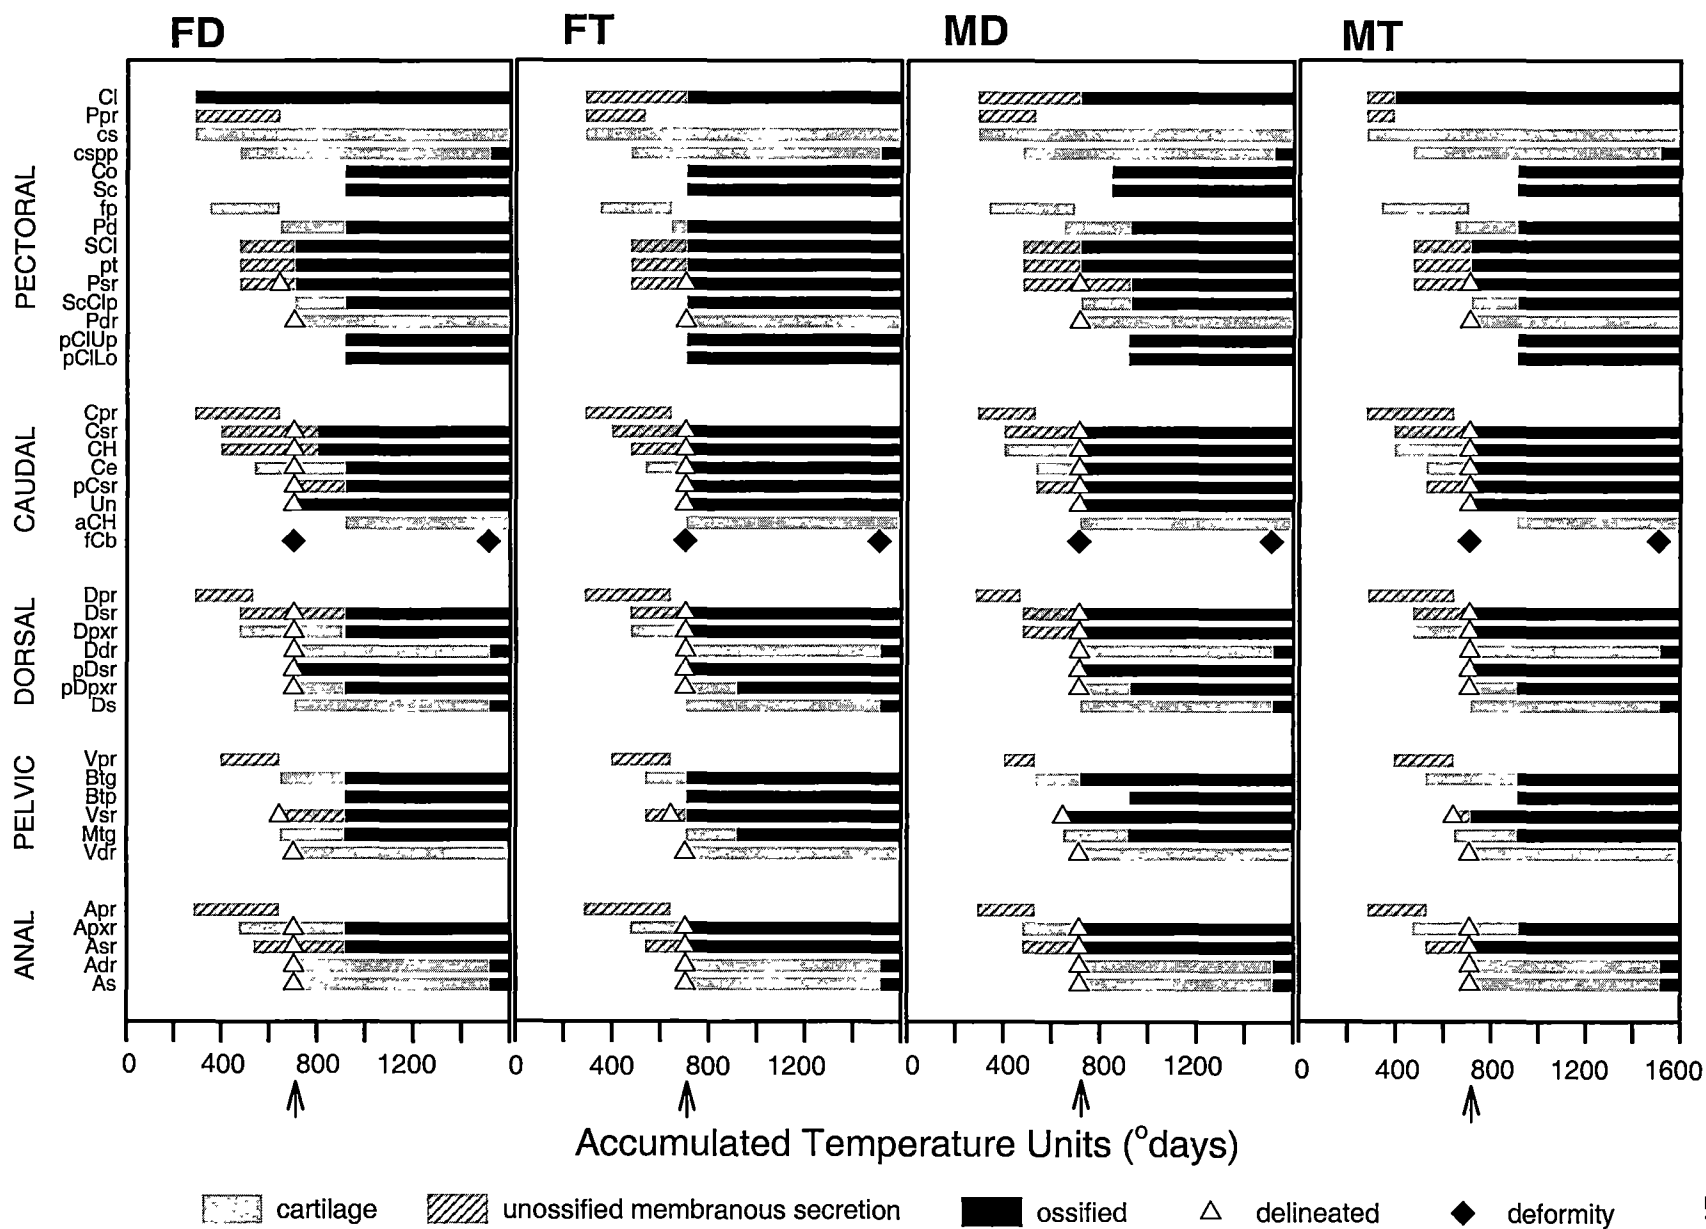 FD FT MD MT
PECTORAL
Cl
Ppr
cs
cspp
Co
Sc
fp
Pd
SCl
pt
Psr
ScClp
Pdr
pClUp
pClLo
CAUDAL
Cpr
Csr
CH
Ce
pCsr
Un
aCH
fCb
DORSAL
Dpr
Dsr
Dpxr
Ddr
pDsr
pDpxr
Ds
PELVIC
Vpr
Btg
Btp
Vsr
Mtg
Vdr
ANAL
Apr
Apxr
Asr
Adr
As
0 400 800 1200 0 400 800 1200 0 400 800 1200 0 400 800 1200 1600
Accumulated Temperature Units (°days)
cartilage unossified membranous secretion ossified delineated deformity